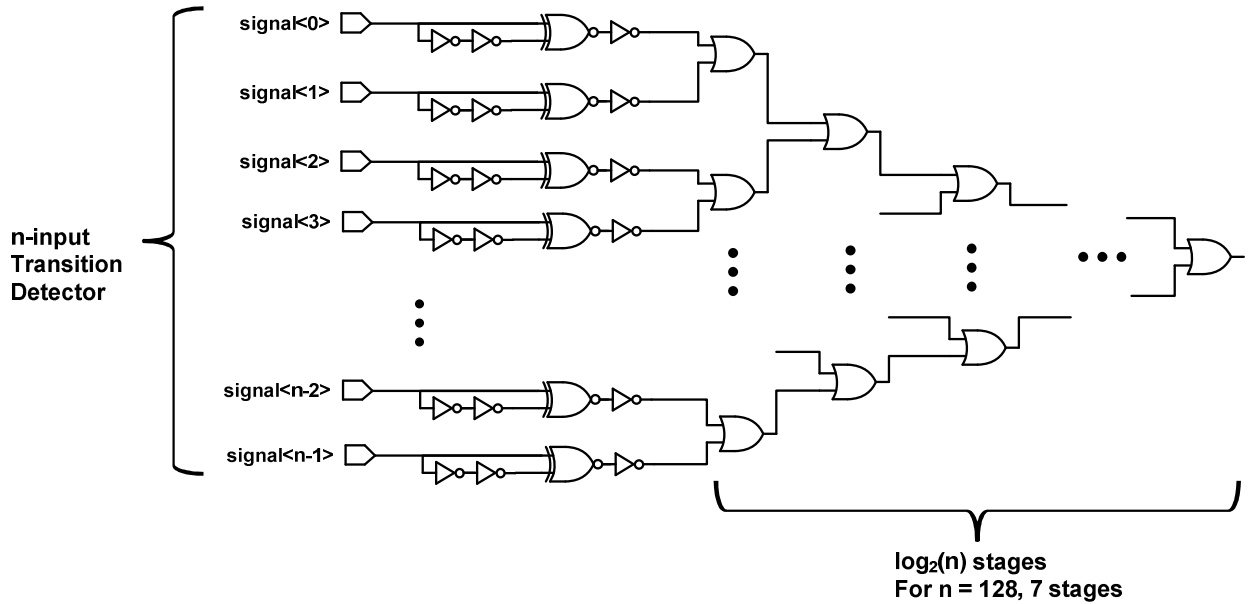 signal<0>
signal<1>
signal<2>
signal<3>
n-input
Transition
Detector
signal<n-2>
signal<n-1>
log₂(n) stages
For n = 128, 7 stages